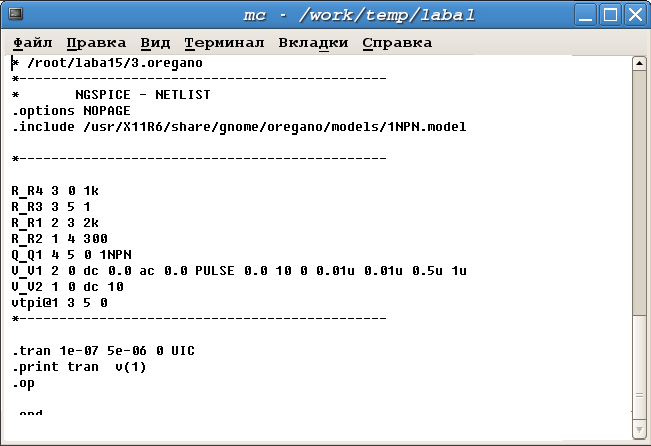 mc - /work/temp/laba1
Файл Правка Вид Терминал Вкладки Справка
* /root/laba15/3.oregano
*----------------------------------------------
* NGSPICE - NETLIST
.options NOPAGE
.include /usr/X11R6/share/gnome/oregano/models/1NPN.model
*----------------------------------------------
R_R4 3 0 1k
R_R3 3 5 1
R_R1 2 3 2k
R_R2 1 4 300
Q_Q1 4 5 0 1NPN
V_V1 2 0 dc 0.0 ac 0.0 PULSE 0.0 10 0 0.01u 0.01u 0.5u 1u
V_V2 1 0 dc 10
vtpi@1 3 5 0
*----------------------------------------------
.tran 1e-07 5e-06 0 UIC
.print tran v(1)
.op
.end